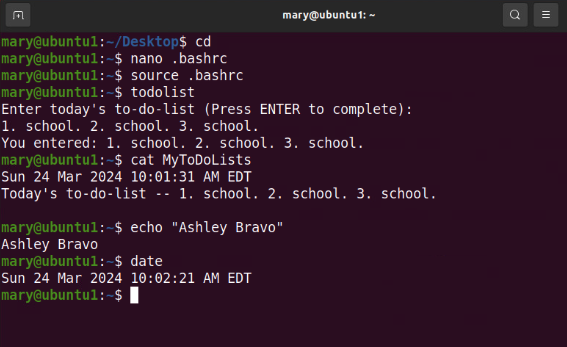 mary@ubuntu1: ~
mary@ubuntu1:~/Desktop$ cd
mary@ubuntu1:~$ nano .bashrc
mary@ubuntu1:~$ source .bashrc
mary@ubuntu1:~$ todolist
Enter today's to-do-list (Press ENTER to complete):
1. school. 2. school. 3. school.
You entered: 1. school. 2. school. 3. school.
mary@ubuntu1:~$ cat MyToDoLists
Sun 24 Mar 2024 10:01:31 AM EDT
Today's to-do-list -- 1. school. 2. school. 3. school.
mary@ubuntu1:~$ echo "Ashley Bravo"
Ashley Bravo
mary@ubuntu1:~$ date
Sun 24 Mar 2024 10:02:21 AM EDT
mary@ubuntu1:~$